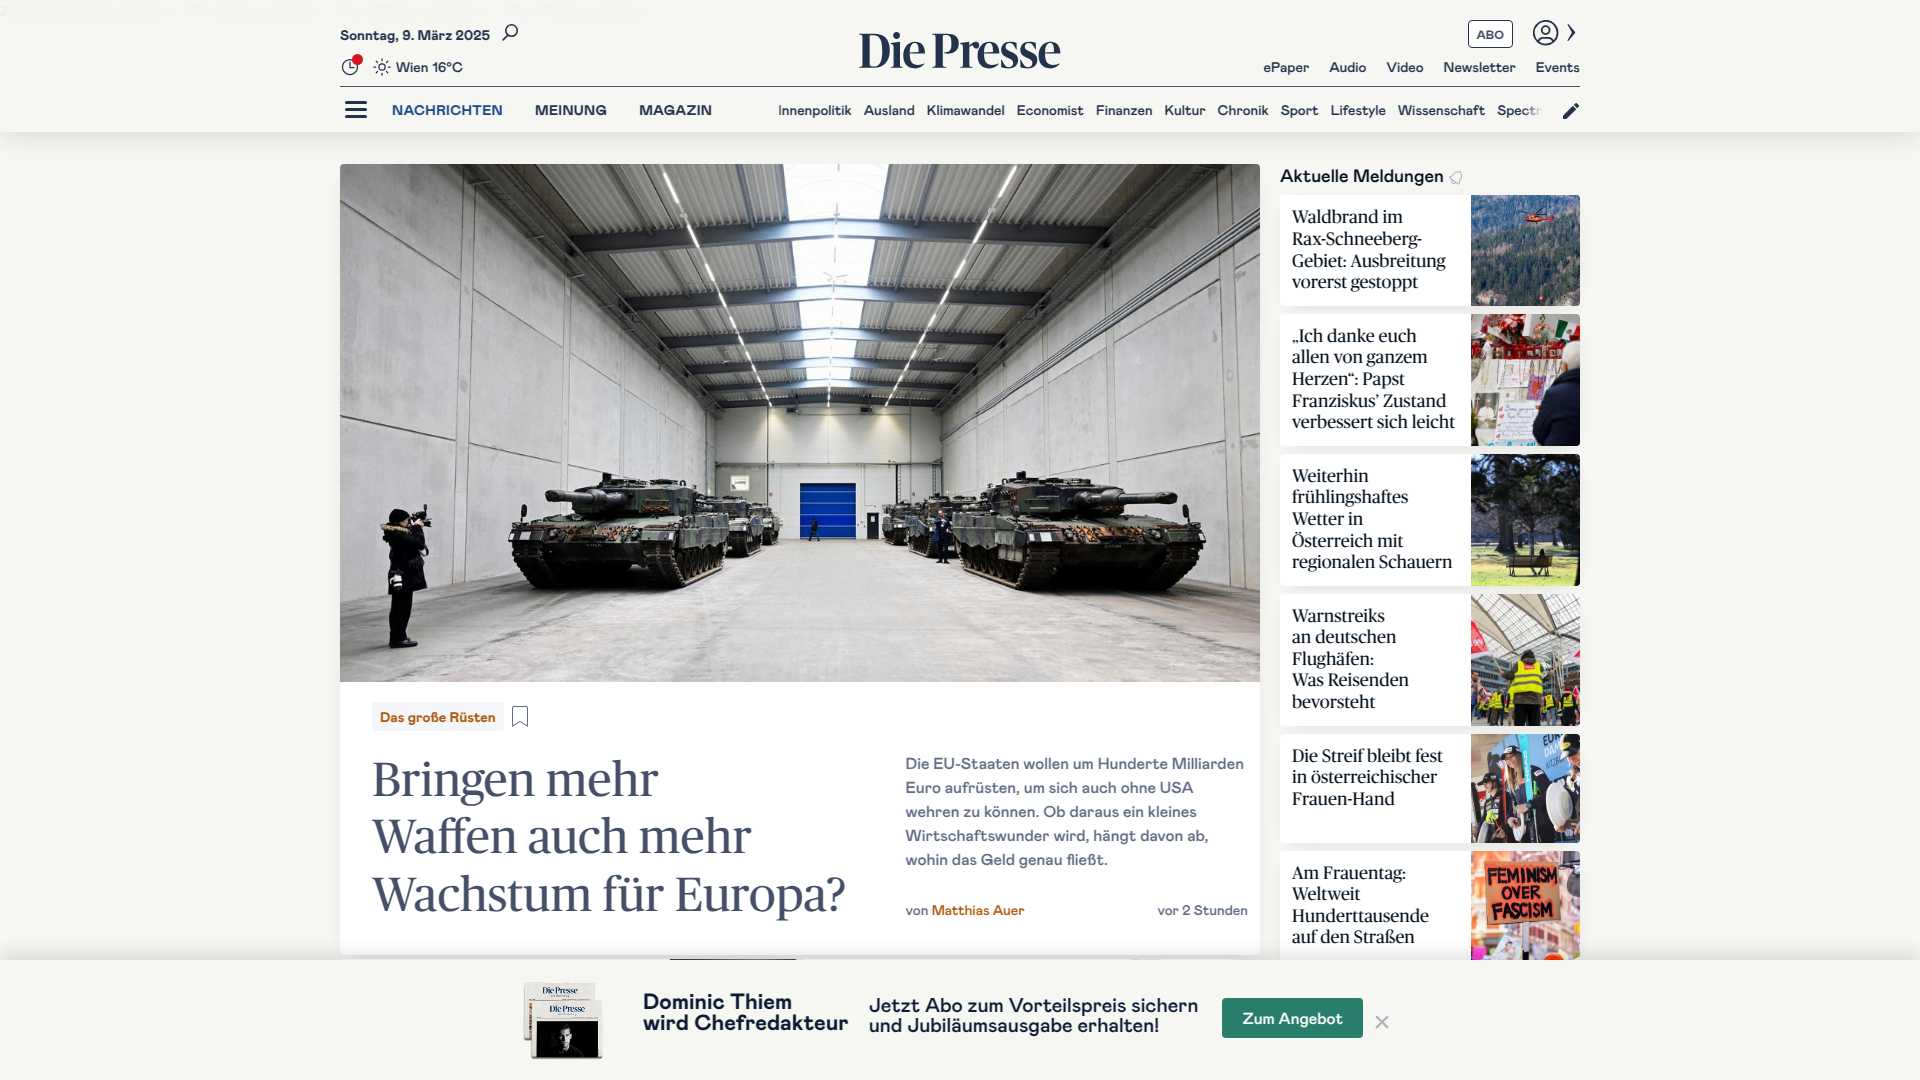 Sonntag, 9. März 2025
Die Presse
ABO
Wien 16°C
ePaper Audio Video Newsletter Events
NACHRICHTEN MEINUNG MAGAZIN
Innenpolitik Ausland Klimawandel Economist Finanzen Kultur Chronik Sport Lifestyle Wissenschaft Spectr
Das große Rüsten
Bringen mehr
Waffen auch mehr
Wachstum für Europa?
Die EU-Staaten wollen um Hunderte Milliarden
Euro aufrüsten, um sich auch ohne USA
wehren zu können. Ob daraus ein kleines
Wirtschaftswunder wird, hängt davon ab,
wohin das Geld genau fließt.
von Matthias Auer
vor 2 Stunden
Aktuelle Meldungen
Waldbrand im
Rax-Schneeberg-
Gebiet: Ausbreitung
vorerst gestoppt
„Ich danke euch
allen von ganzem
Herzen“: Papst
Franziskus’ Zustand
verbessert sich leicht
Weiterhin
frühlingshaftes
Wetter in
Österreich mit
regionalen Schauern
Warnstreiks
an deutschen
Flughäfen:
Was Reisenden
bevorsteht
Die Streif bleibt fest
in österreichischer
Frauen-Hand
Am Frauentag:
Weltweit
Hunderttausende
auf den Straßen
FEMINISM
OVER
FASCISM
Die Presse
Die Presse
Dominic Thiem
wird Chefredakteur
Jetzt Abo zum Vorteilspreis sichern
und Jubiläumsausgabe erhalten!
Zum Angebot